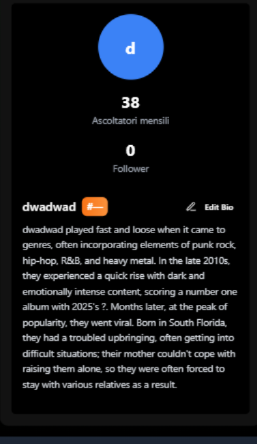 d
38
Ascoltatori mensili
0
Follower
dwadwad #— Edit Bio
dwadwad played fast and loose when it came to
genres, often incorporating elements of punk rock,
hip-hop, R&B, and heavy metal. In the late 2010s,
they experienced a quick rise with dark and
emotionally intense content, scoring a number one
album with 2025's ?. Months later, at the peak of
popularity, they went viral. Born in South Florida,
they had a troubled upbringing, often getting into
difficult situations; their mother couldn't cope with
raising them alone, so they were often forced to
stay with various relatives as a result.